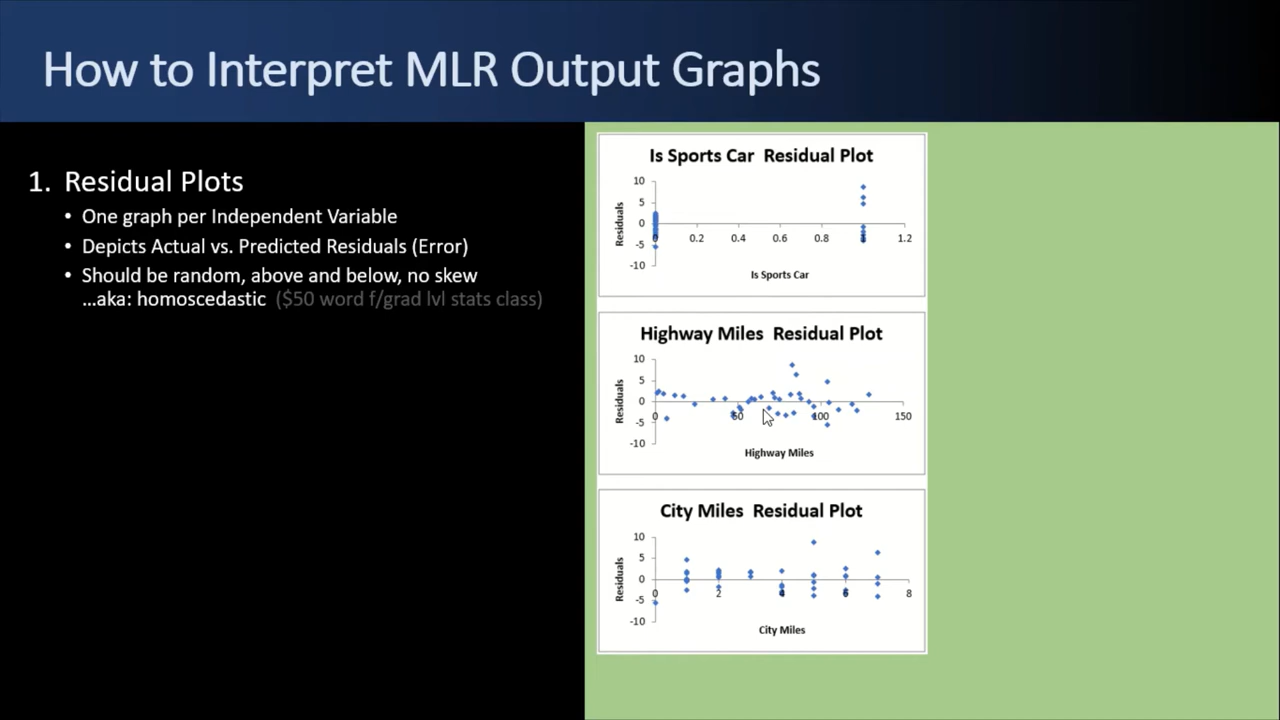 How to Interpret MLR Output Graphs
1. Residual Plots
• One graph per Independent Variable
• Depicts Actual vs. Predicted Residuals (Error)
• Should be random, above and below, no skew
...aka: homoscedastic ($50 word f/grad lvl stats class)
Is Sports Car Residual Plot
10
5
0
-5
-10
Residuals
0 0.2 0.4 0.6 0.8 1 1.2
Is Sports Car
Highway Miles Residual Plot
10
5
0
-5
-10
Residuals
0 50 100 150
Highway Miles
City Miles Residual Plot
10
5
0
-5
-10
Residuals
0 2 4 6 8
City Miles